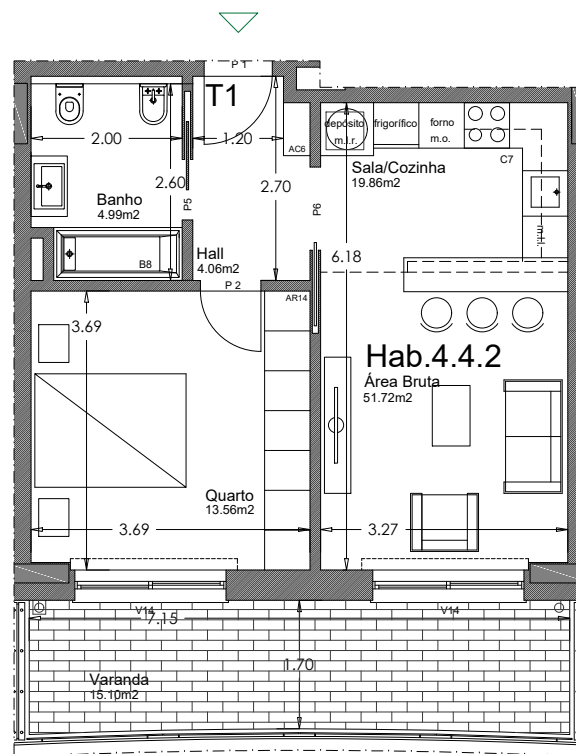 P 1
T1
2.00
1.20
depósito
m.l.r.
frigorífico
forno
m.o.
AC6
C7
Sala/Cozinha
19.86m2
2.60
2.70
P5
P6
Banho
4.99m2
m.l.l.
Hall
4.06m2
6.18
B8
P 2
AR14
3.69
Hab.4.4.2
Área Bruta
51.72m2
Quarto
13.56m2
3.69
3.27
V14
V14
7.15
1.70
Varanda
15.10m2